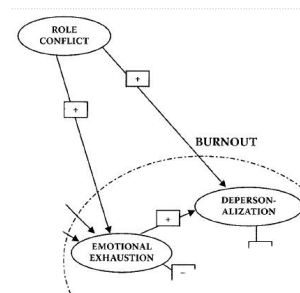 ROLE
CONFLICT
+
+
BURNOUT
DEPERSON-
ALIZATION
+
EMOTIONAL
EXHAUSTION
−